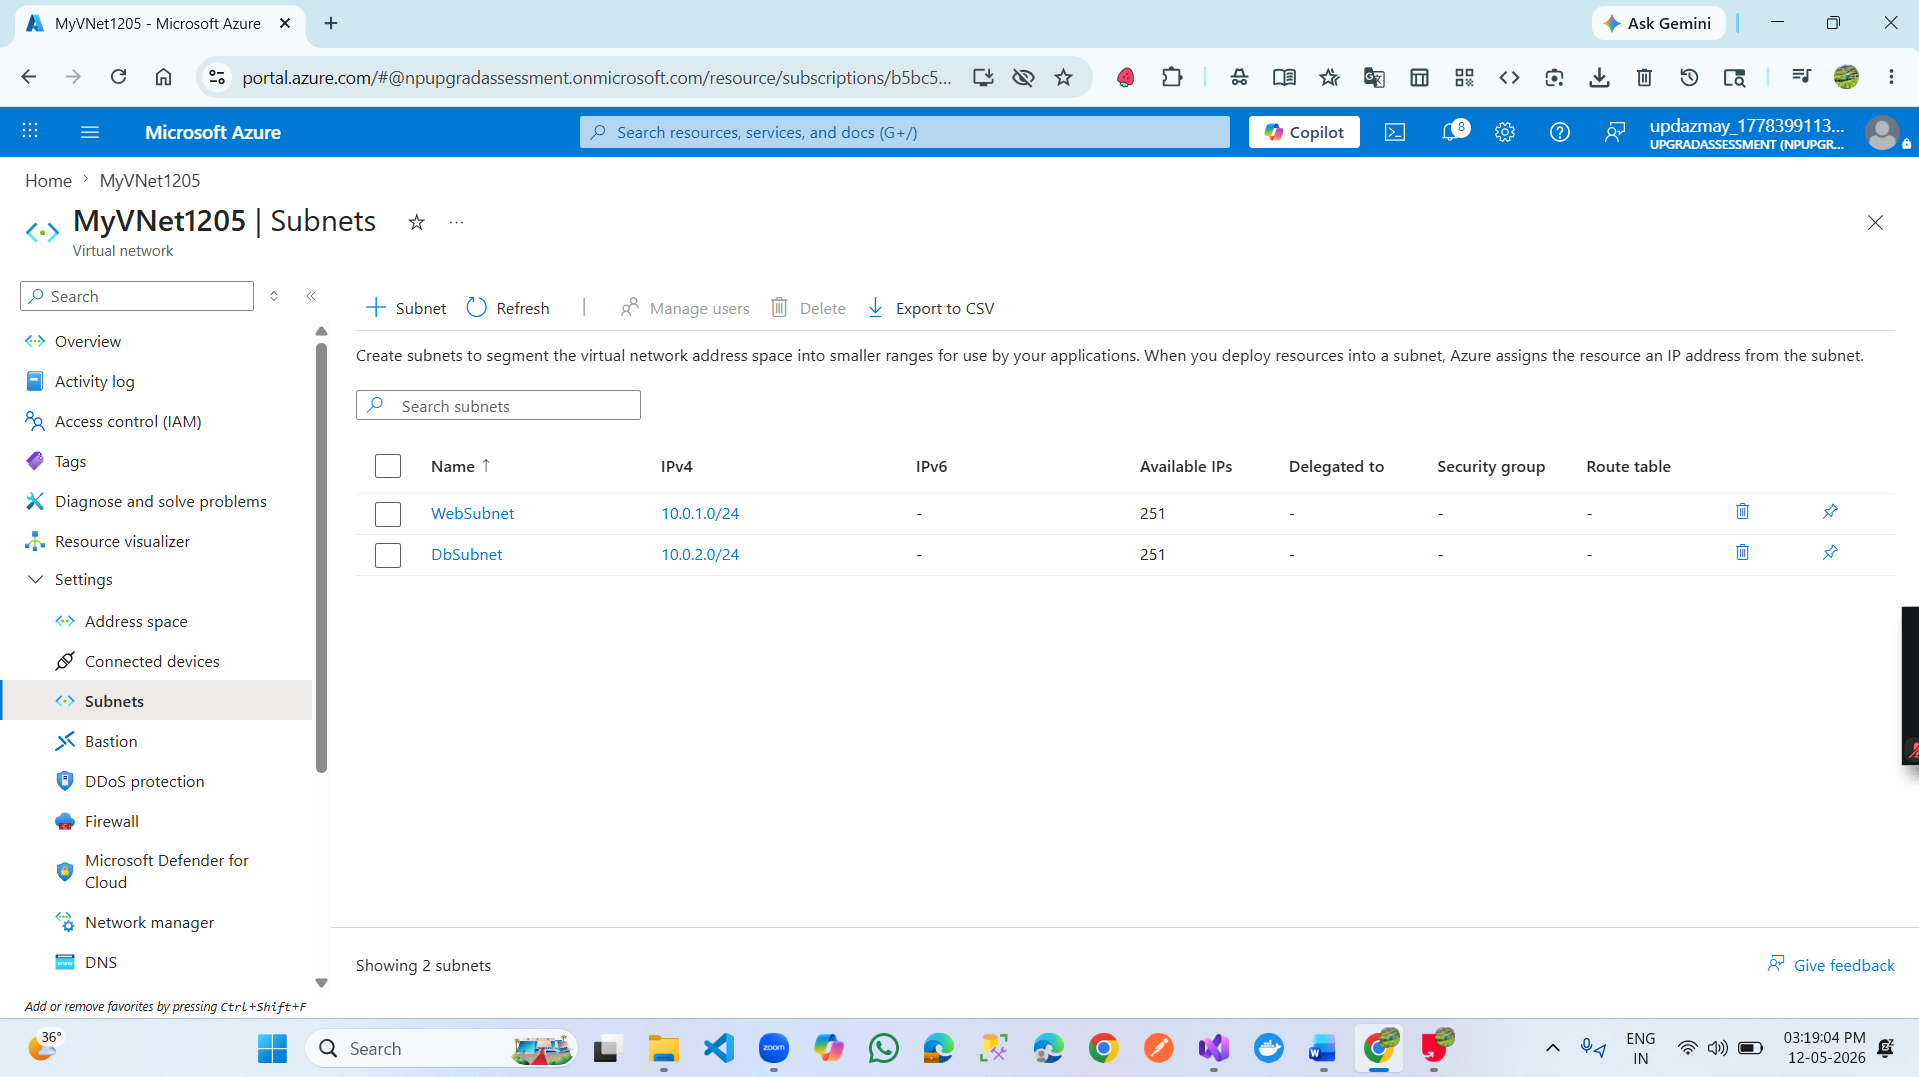 MyVNet1205 - Microsoft Azure
Ask Gemini
portal.azure.com/#@npupgradassessment.onmicrosoft.com/resource/subscriptions/b5bc5...
Microsoft Azure
Search resources, services, and docs (G+/)
Copilot
8
updazmay_1778399113...
UPGRADASSESSMENT (NPUPGR...
Home > MyVNet1205
MyVNet1205 | Subnets
Virtual network
Search
Subnet
Refresh
Manage users
Delete
Export to CSV
Overview
Activity log
Access control (IAM)
Tags
Diagnose and solve problems
Resource visualizer
Settings
Address space
Connected devices
Subnets
Bastion
DDoS protection
Firewall
Microsoft Defender for
Cloud
Network manager
DNS
Add or remove favorites by pressing Ctrl+Shift+F
Create subnets to segment the virtual network address space into smaller ranges for use by your applications. When you deploy resources into a subnet, Azure assigns the resource an IP address from the subnet.
Search subnets
Name ↑ IPv4 IPv6 Available IPs Delegated to Security group Route table
WebSubnet 10.0.1.0/24 - 251 - - -
DbSubnet 10.0.2.0/24 - 251 - - -
Showing 2 subnets
Give feedback
36°
Search
zoom
ENG
IN
03:19:04 PM
12-05-2026